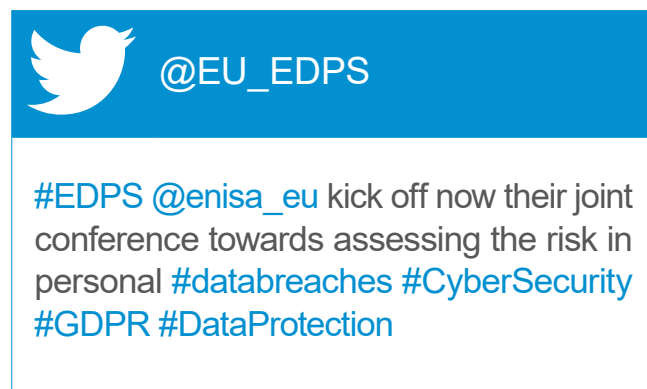 @EU_EDPS
#EDPS @enisa_eu kick off now their joint
conference towards assessing the risk in
personal #databreaches #CyberSecurity
#GDPR #DataProtection